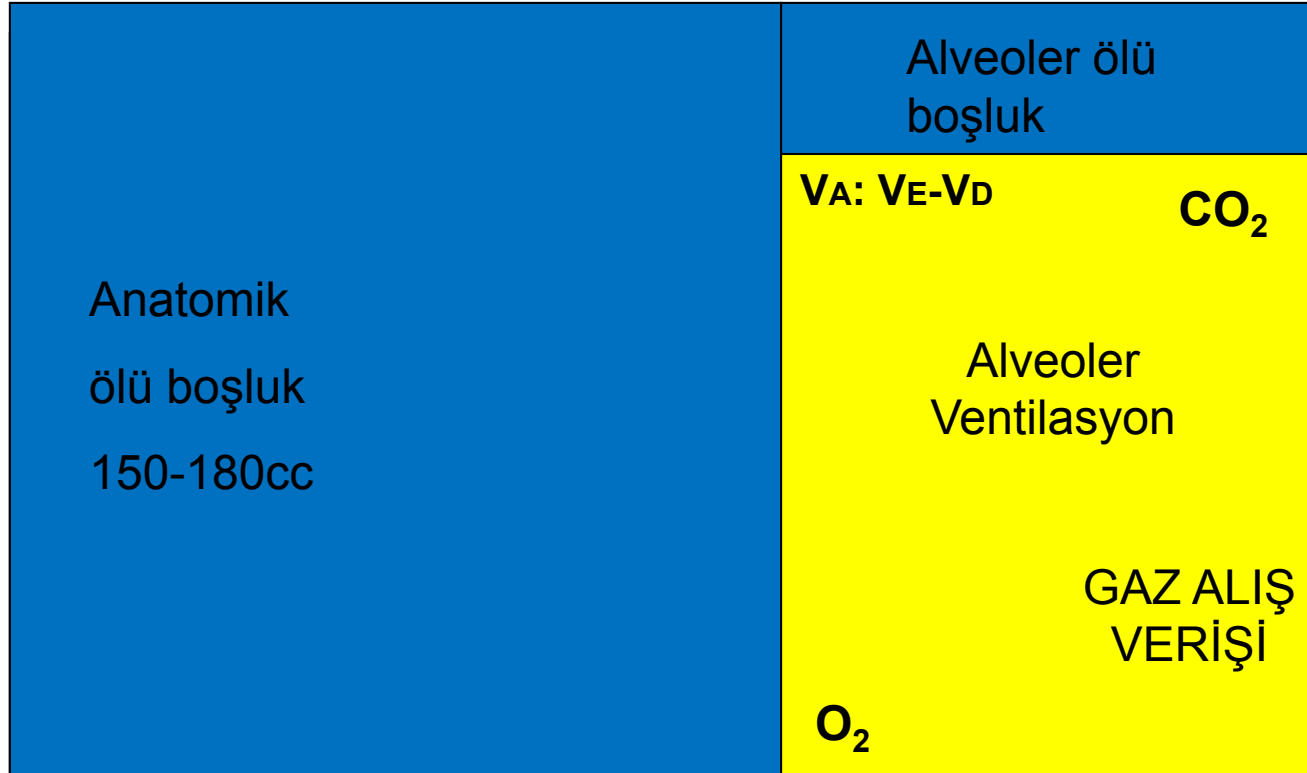 Anatomik
ölü boşluk
150-180cc
Alveoler ölü
boşluk
VA: VE-VD
CO₂
Alveoler
Ventilasyon
GAZ ALIŞ
VERİŞİ
O₂